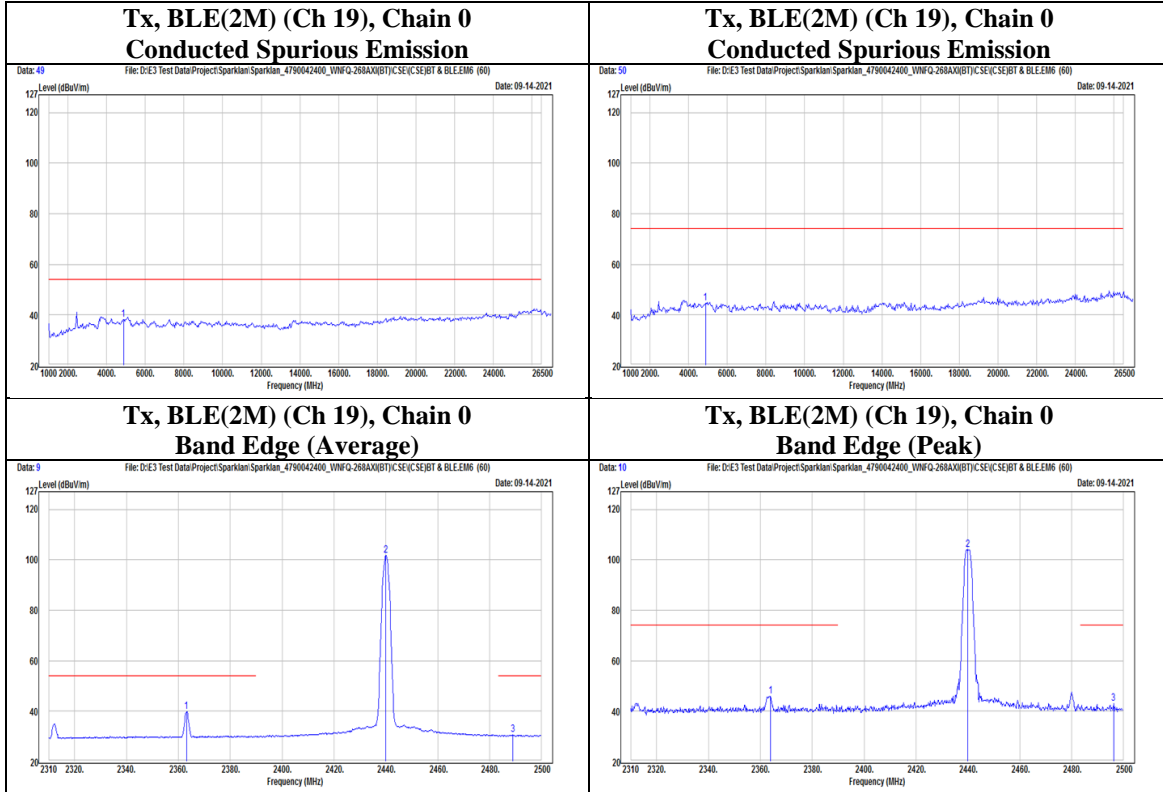 Tx, BLE(2M) (Ch 19), Chain 0
Conducted Spurious Emission
Data: 49 File: D:\E3 Test Data\Project\Sparklan\Sparklan_4790042400_WNFQ-268AXI(BT)\CSE\(CSE)BT & BLE.EM6 (60)
127 Level (dBuV/m) Date: 09-14-2021
120
100
80
60
40
1
20
1000 2000. 4000. 6000. 8000. 10000. 12000. 14000. 16000. 18000. 20000. 22000. 24000. 26500
Frequency (MHz)
Tx, BLE(2M) (Ch 19), Chain 0
Conducted Spurious Emission
Data: 50 File: D:\E3 Test Data\Project\Sparklan\Sparklan_4790042400_WNFQ-268AXI(BT)\CSE\(CSE)BT & BLE.EM6 (60)
127 Level (dBuV/m) Date: 09-14-2021
120
100
80
60
40
1
20
1000 2000. 4000. 6000. 8000. 10000. 12000. 14000. 16000. 18000. 20000. 22000. 24000. 26500
Frequency (MHz)
Tx, BLE(2M) (Ch 19), Chain 0
Band Edge (Average)
Data: 9 File: D:\E3 Test Data\Project\Sparklan\Sparklan_4790042400_WNFQ-268AXI(BT)\CSE\(CSE)BT & BLE.EM6 (60)
127 Level (dBuV/m) Date: 09-14-2021
120
2
100
80
60
1
40
3
20
2310 2320. 2340. 2360. 2380. 2400. 2420. 2440. 2460. 2480. 2500
Frequency (MHz)
Tx, BLE(2M) (Ch 19), Chain 0
Band Edge (Peak)
Data: 10 File: D:\E3 Test Data\Project\Sparklan\Sparklan_4790042400_WNFQ-268AXI(BT)\CSE\(CSE)BT & BLE.EM6 (60)
127 Level (dBuV/m) Date: 09-14-2021
120
2
100
80
60
1
3
40
20
2310 2320. 2340. 2360. 2380. 2400. 2420. 2440. 2460. 2480. 2500
Frequency (MHz)